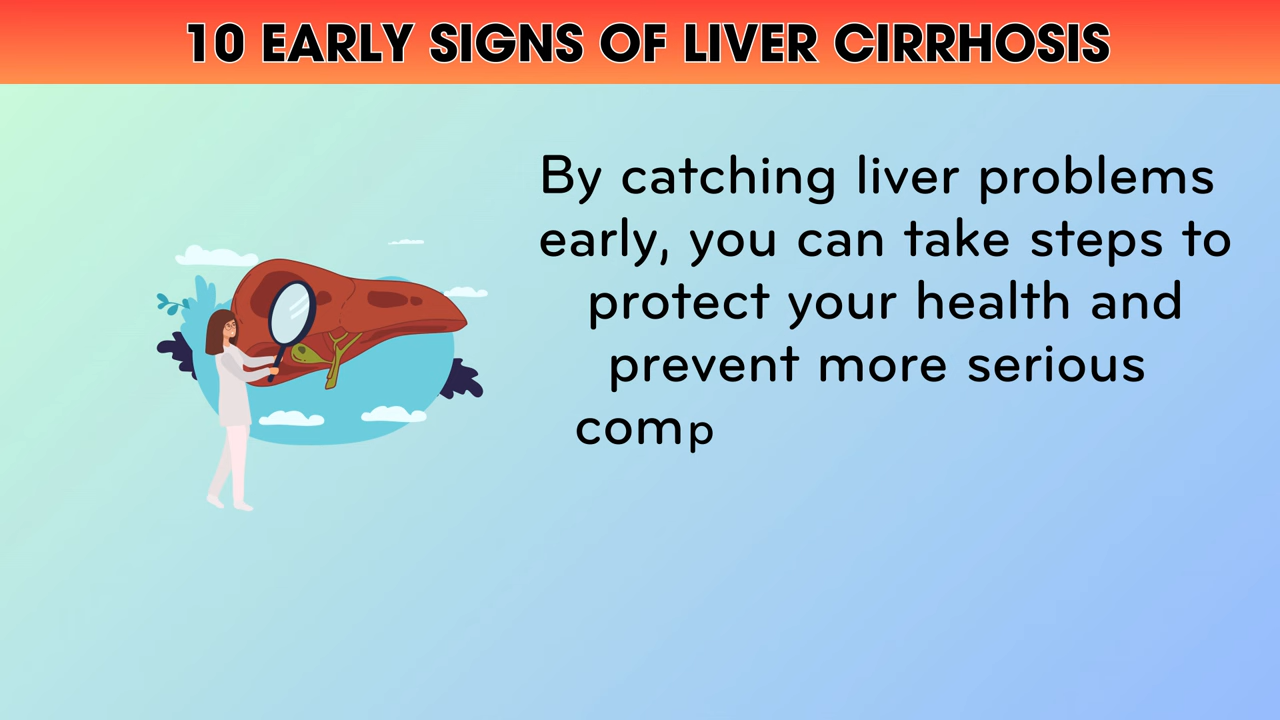 10 EARLY SIGNS OF LIVER CIRRHOSIS
By catching liver problems
early, you can take steps to
protect your health and
prevent more serious
comp